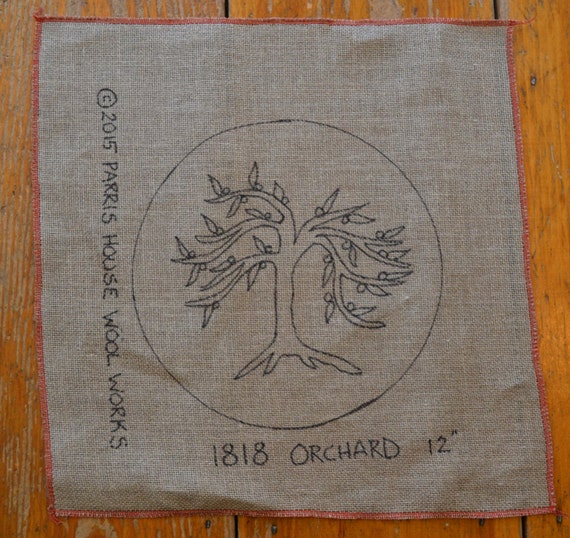 ©2015 PARRIS HOUSE WOOL WORKS
1818 ORCHARD 12"